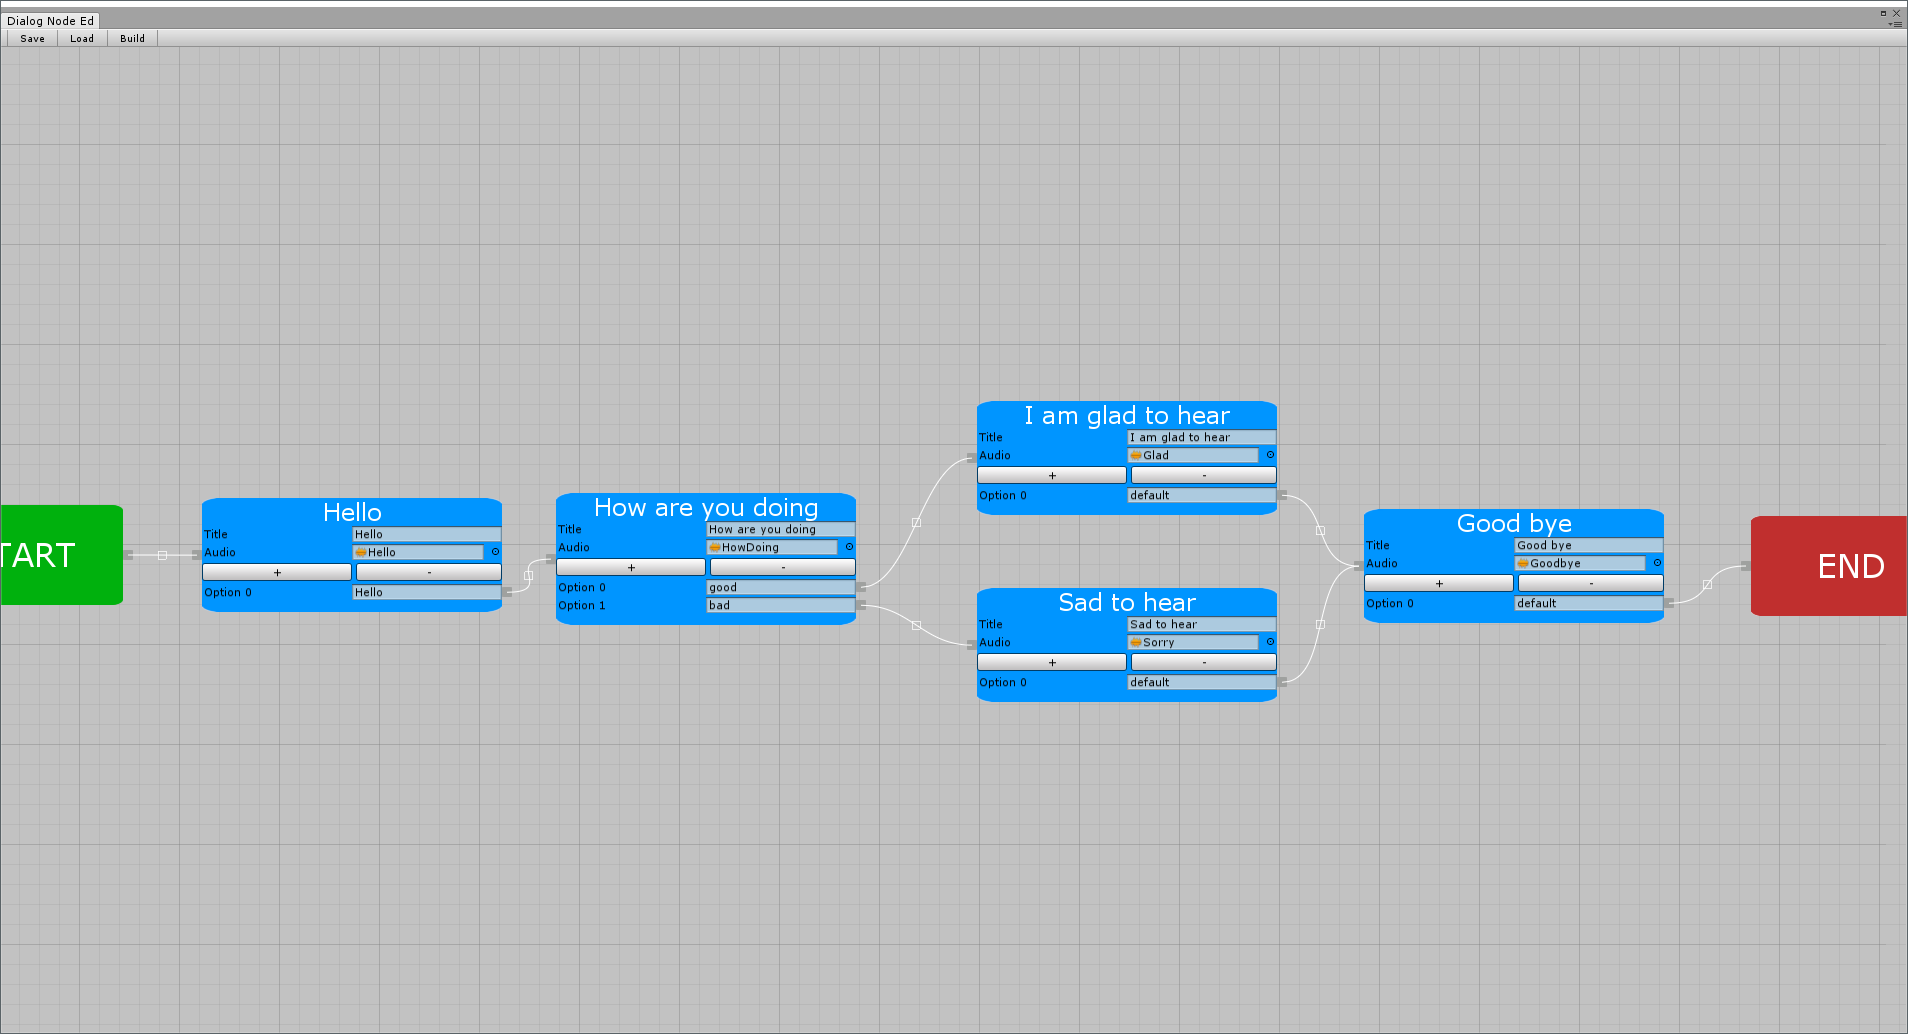 Dialog Node Ed
Save Load Build
TART
Hello
Title Hello
Audio Hello
+ -
Option 0 Hello
How are you doing
Title How are you doing
Audio HowDoing
+ -
Option 0 good
Option 1 bad
I am glad to hear
Title I am glad to hear
Audio Glad
+ -
Option 0 default
Sad to hear
Title Sad to hear
Audio Sorry
+ -
Option 0 default
Good bye
Title Good bye
Audio Goodbye
+ -
Option 0 default
END